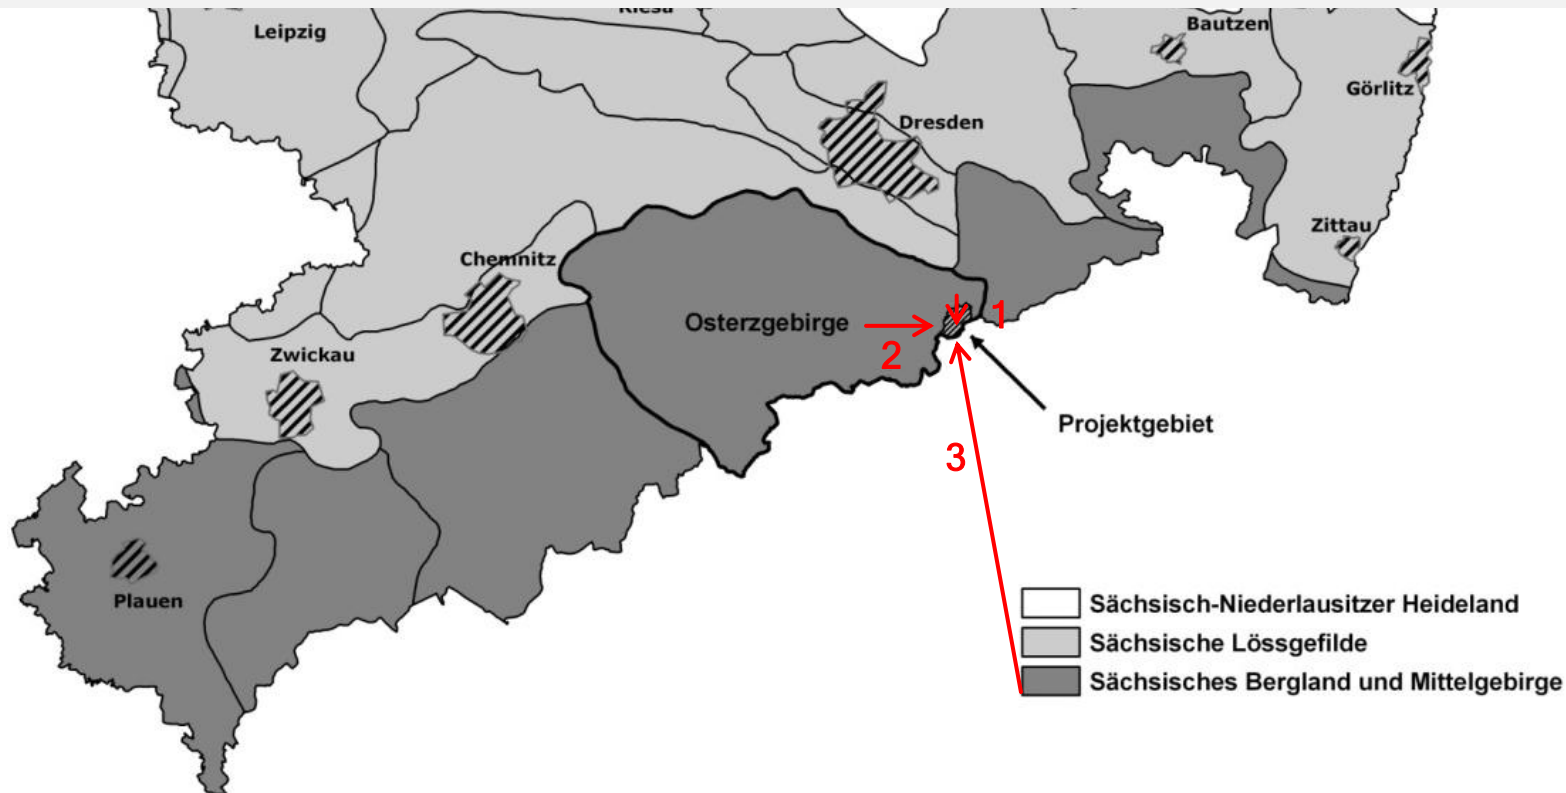 Riesa
Leipzig
Bautzen
Görlitz
Dresden
Zittau
Chemnitz
Osterzgebirge
1
2
Zwickau
Projektgebiet
3
Plauen
Sächsisch-Niederlausitzer Heideland
Sächsische Lössgefilde
Sächsisches Bergland und Mittelgebirge